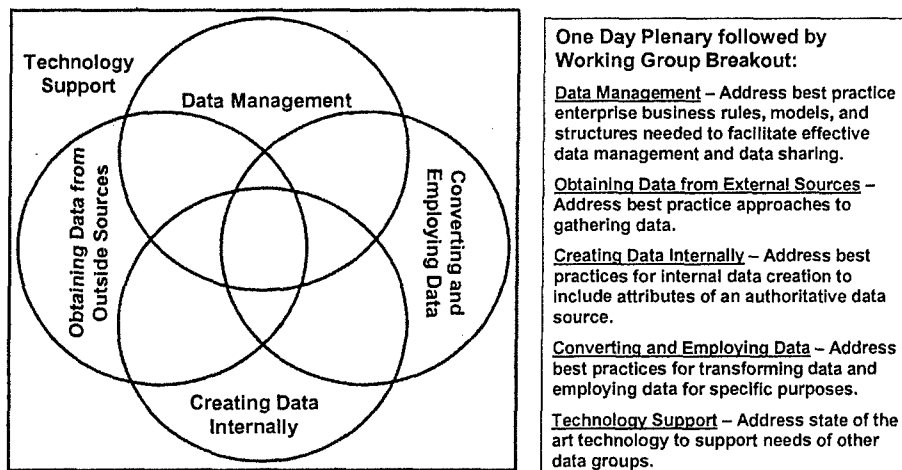 Technology
Support
Data Management
Obtaining Data from
Outside Sources
Converting and
Employing Data
Creating Data
Internally
One Day Plenary followed by
Working Group Breakout:
Data Management – Address best practice
enterprise business rules, models, and
structures needed to facilitate effective
data management and data sharing.
Obtaining Data from External Sources –
Address best practice approaches to
gathering data.
Creating Data Internally – Address best
practices for internal data creation to
include attributes of an authoritative data
source.
Converting and Employing Data – Address
best practices for transforming data and
employing data for specific purposes.
Technology Support – Address state of the
art technology to support needs of other
data groups.